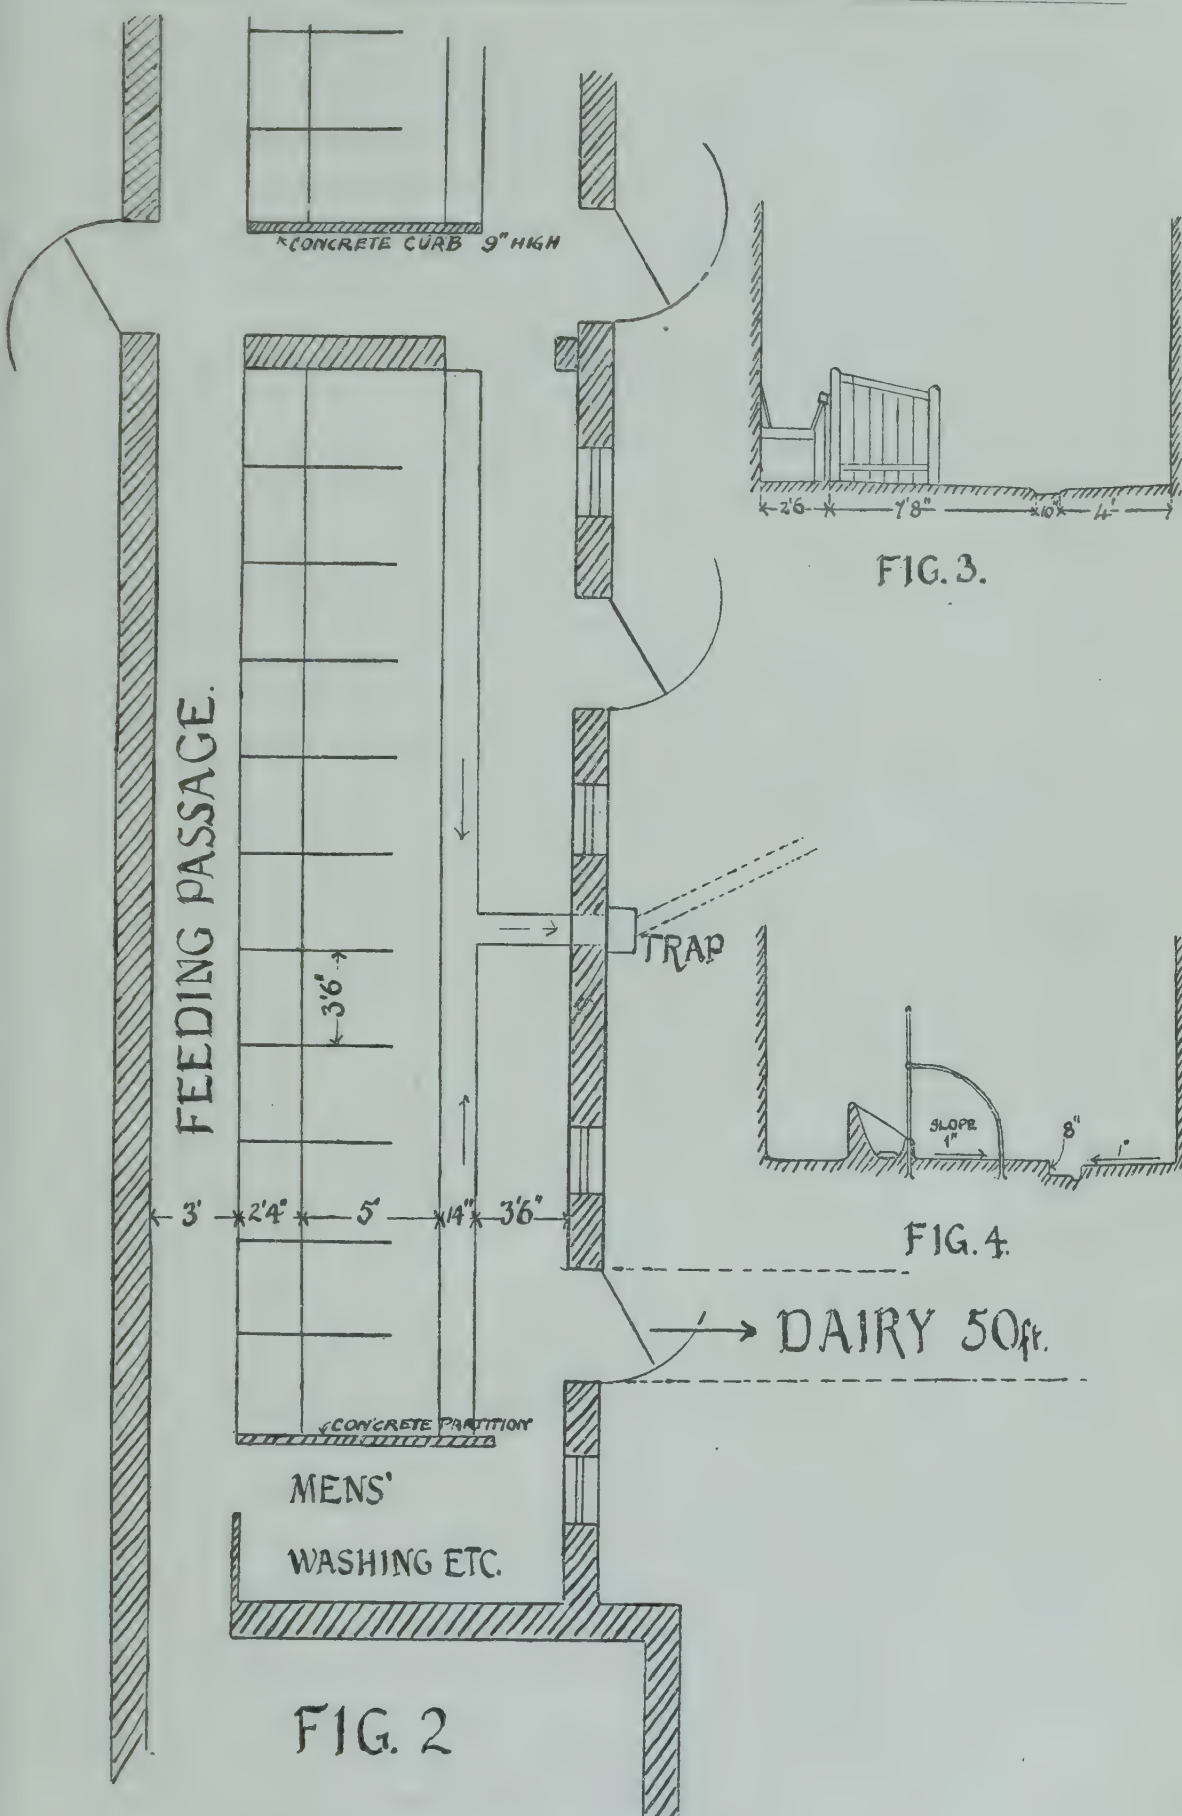 CONCRETE CURB 9" HIGH
FEEDING PASSAGE.
3'6"
TRAP
3' 2'4" 5' 14" 3'6"
DAIRY 50ft.
CONCRETE PARTITION
MENS'
WASHING ETC.
FIG. 2
2'6 7'8" 10" 4'
FIG. 3.
SLOPE
1"
8"
1"
FIG. 4.